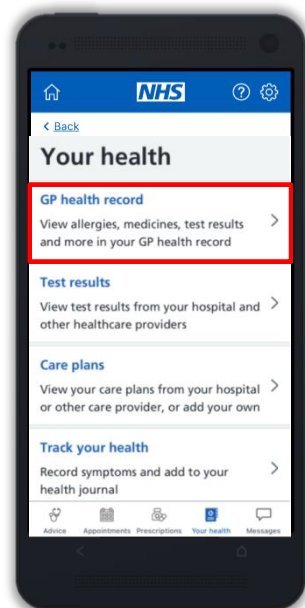 NHS
< Back
Your health
GP health record
View allergies, medicines, test results
and more in your GP health record
Test results
View test results from your hospital and
other healthcare providers
Care plans
View your care plans from your hospital
or other care provider, or add your own
Track your health
Record symptoms and add to your
health journal
Advice Appointments Prescriptions Your health Messages